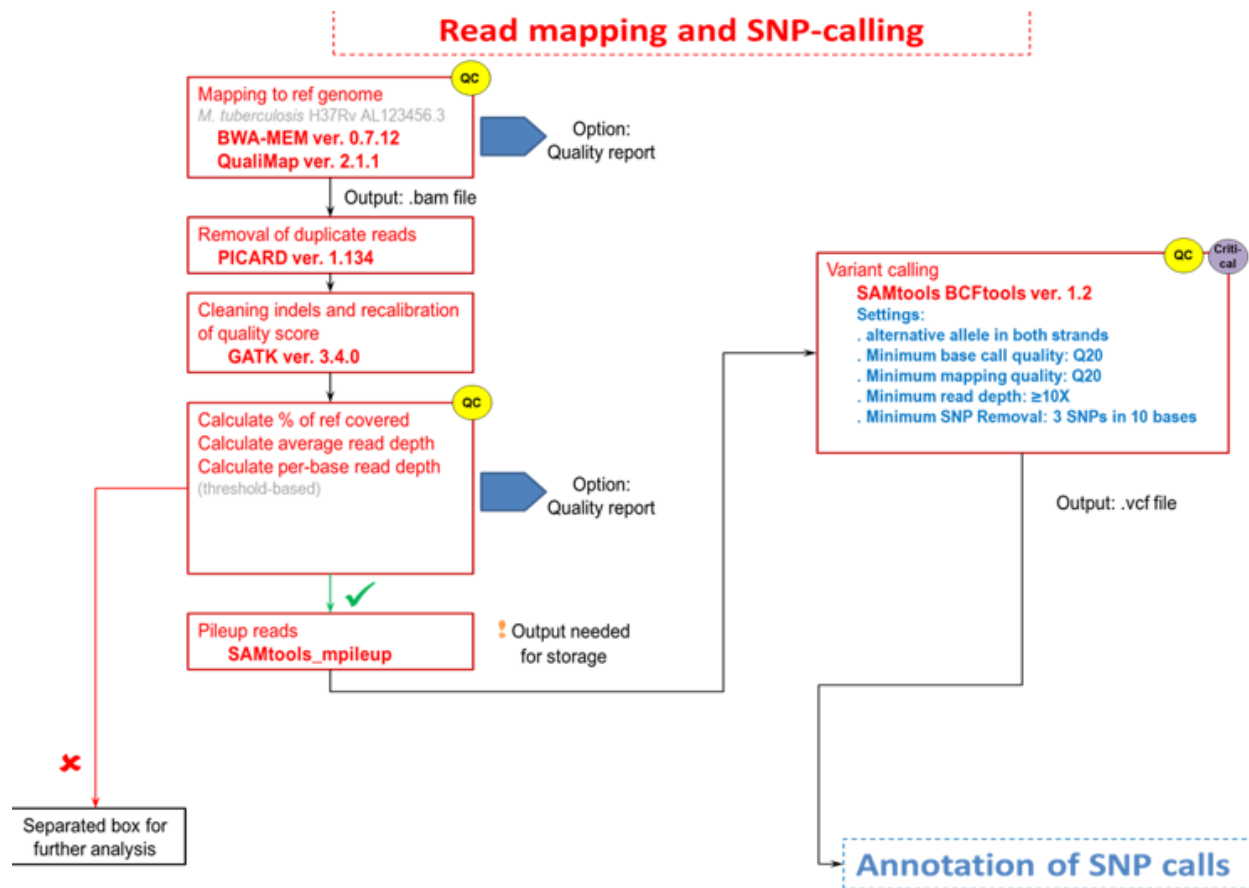 Read mapping and SNP-calling
QC
Mapping to ref genome
M. tuberculosis H37Rv AL123456.3
BWA-MEM ver. 0.7.12
QualiMap ver. 2.1.1
Option:
Quality report
Output: .bam file
Removal of duplicate reads
PICARD ver. 1.134
Cleaning indels and recalibration
of quality score
GATK ver. 3.4.0
QC
Calculate % of ref covered
Calculate average read depth
Calculate per-base read depth
(threshold-based)
Option:
Quality report
Pileup reads
SAMtools_mpileup
! Output needed
for storage
Separated box for
further analysis
QC
Criti-
cal
Variant calling
SAMtools BCFtools ver. 1.2
Settings:
. alternative allele in both strands
. Minimum base call quality: Q20
. Minimum mapping quality: Q20
. Minimum read depth: ≥10X
. Minimum SNP Removal: 3 SNPs in 10 bases
Output: .vcf file
Annotation of SNP calls